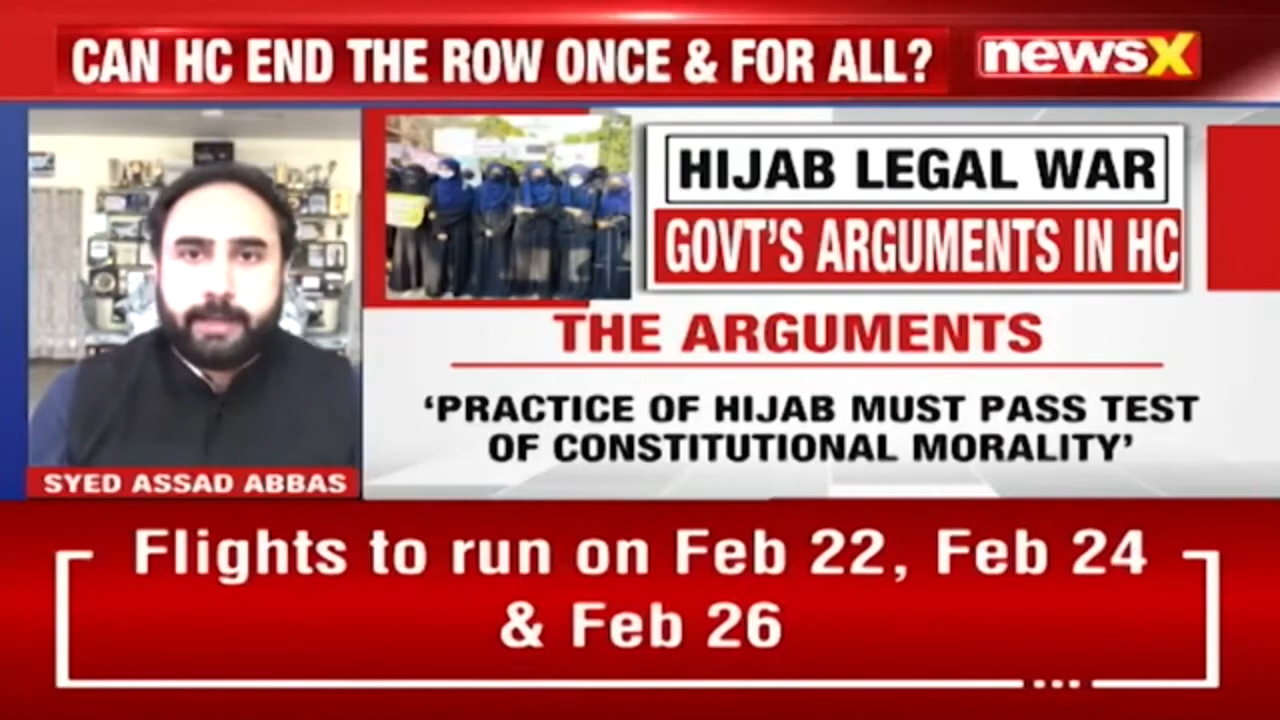 CAN HC END THE ROW ONCE & FOR ALL?
newsX
HIJAB LEGAL WAR
GOVT'S ARGUMENTS IN HC
THE ARGUMENTS
‘PRACTICE OF HIJAB MUST PASS TEST
OF CONSTITUTIONAL MORALITY’
SYED ASSAD ABBAS
Flights to run on Feb 22, Feb 24
& Feb 26